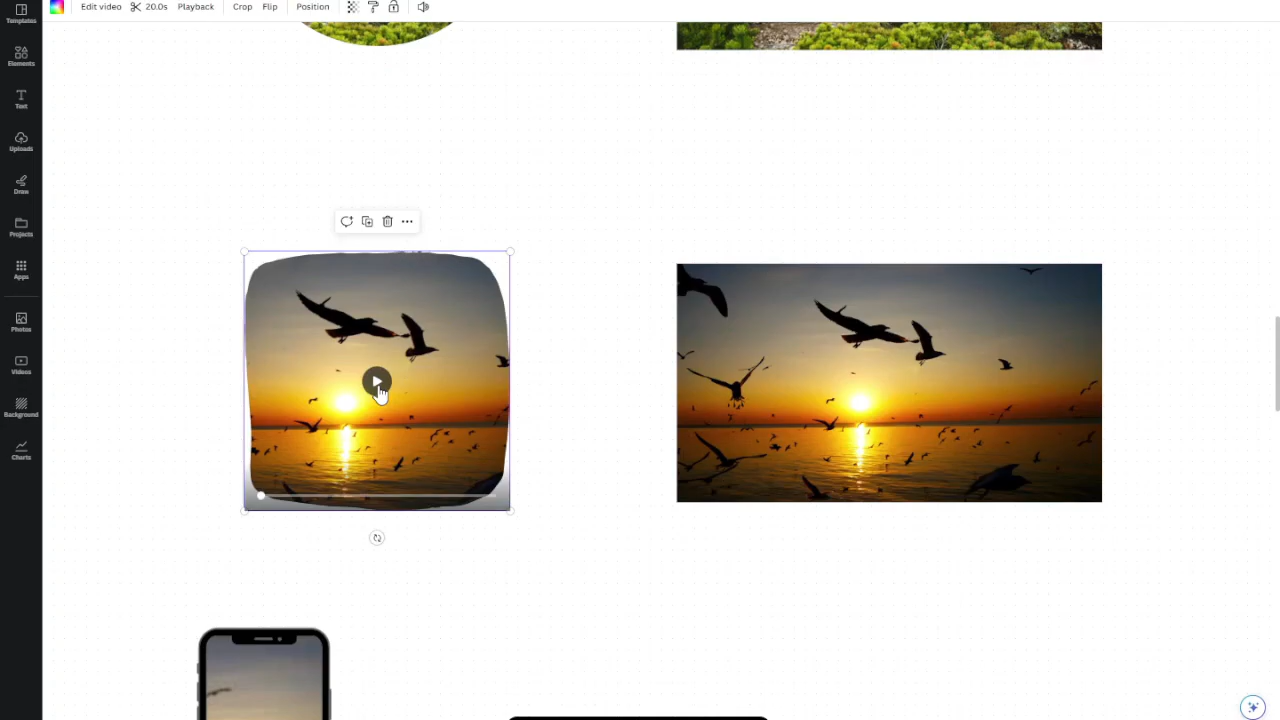 Edit video 20.0s Playback Crop Flip Position
Templates
Elements
Text
Uploads
Draw
Projects
Apps
Photos
Videos
Background
Charts